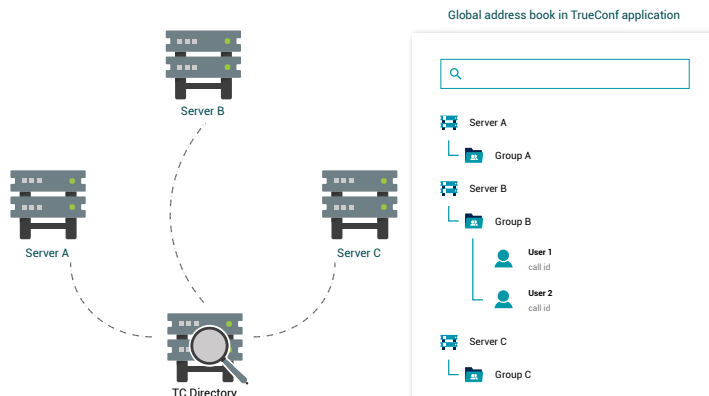 Global address book in TrueConf application
Server B
Server A
Server C
TC Directory
Server A
Group A
Server B
Group B
User 1
call id
User 2
call id
Server C
Group C